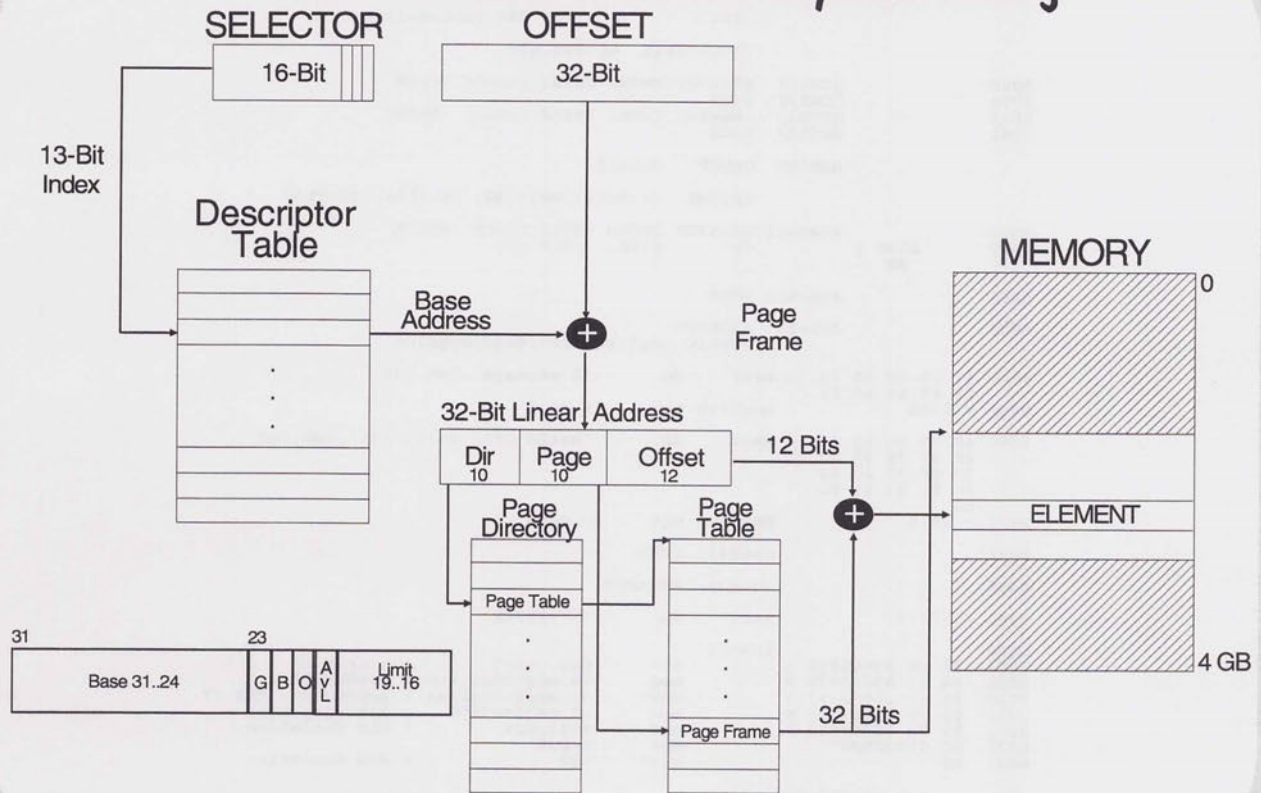 SELECTOR
OFFSET
16-Bit
32-Bit
13-Bit
Index
Descriptor
Table
Base
Address
+
Page
Frame
MEMORY
0
32-Bit Linear Address
Dir
10
Page
10
Offset
12
12 Bits
Page
Directory
Page
Table
+
ELEMENT
Page Table
4 GB
31
23
Base 31..24
G
B
O
A
v
L
Limit
19..16
Page Frame
32 Bits